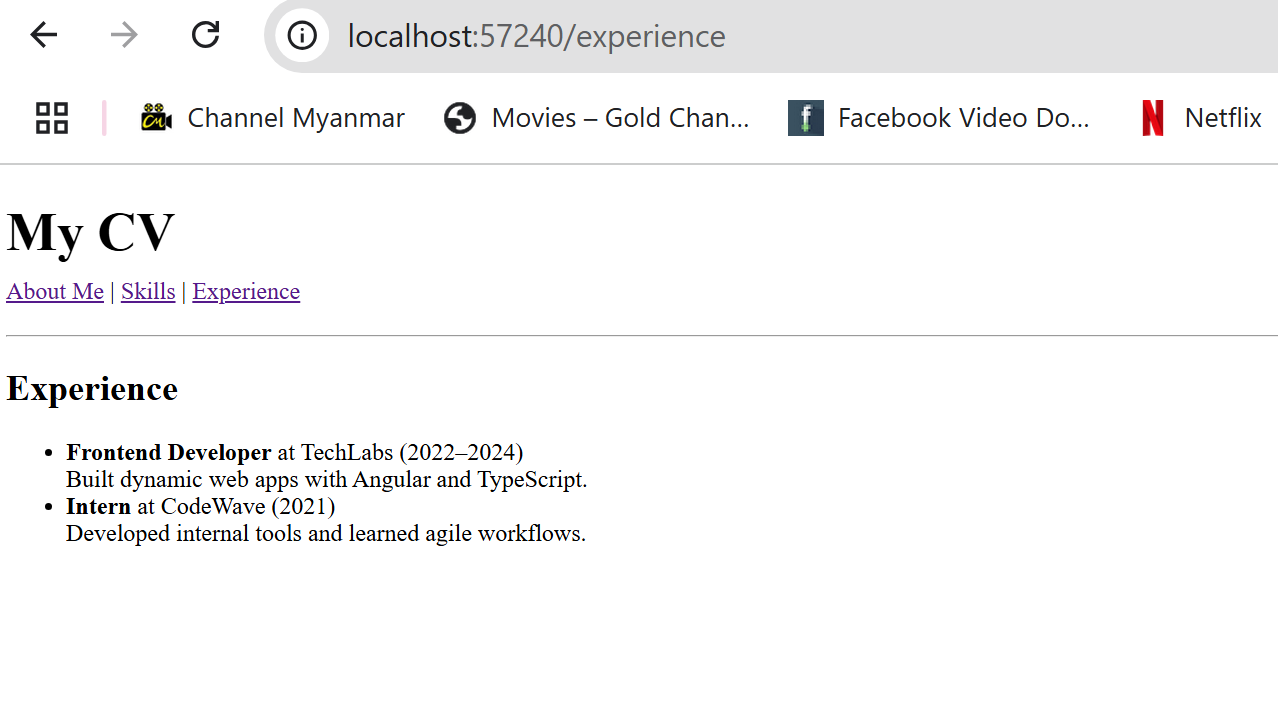 localhost:57240/experience
Channel Myanmar Movies – Gold Chan... Facebook Video Do... Netflix
My CV
About Me | Skills | Experience
Experience
• Frontend Developer at TechLabs (2022–2024)
Built dynamic web apps with Angular and TypeScript.
• Intern at CodeWave (2021)
Developed internal tools and learned agile workflows.